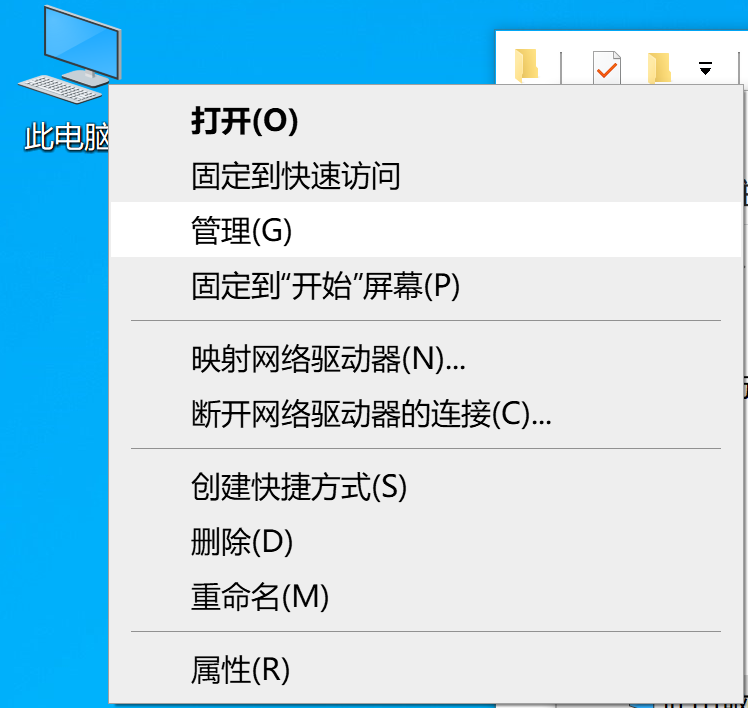 此电脑
打开(O)
固定到快速访问
管理(G)
固定到“开始”屏幕(P)
映射网络驱动器(N)...
断开网络驱动器的连接(C)...
创建快捷方式(S)
删除(D)
重命名(M)
属性(R)